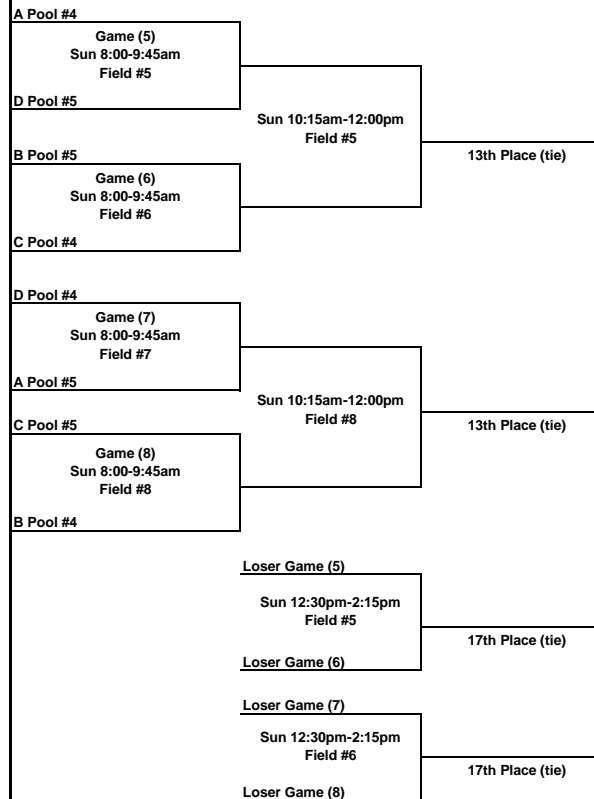 A Pool #4
Game (5)
Sun 8:00-9:45am
Field #5
D Pool #5
Sun 10:15am-12:00pm
Field #5
13th Place (tie)
B Pool #5
Game (6)
Sun 8:00-9:45am
Field #6
C Pool #4
D Pool #4
Game (7)
Sun 8:00-9:45am
Field #7
A Pool #5
Sun 10:15am-12:00pm
Field #8
13th Place (tie)
C Pool #5
Game (8)
Sun 8:00-9:45am
Field #8
B Pool #4
Loser Game (5)
Sun 12:30pm-2:15pm
Field #5
17th Place (tie)
Loser Game (6)
Loser Game (7)
Sun 12:30pm-2:15pm
Field #6
17th Place (tie)
Loser Game (8)